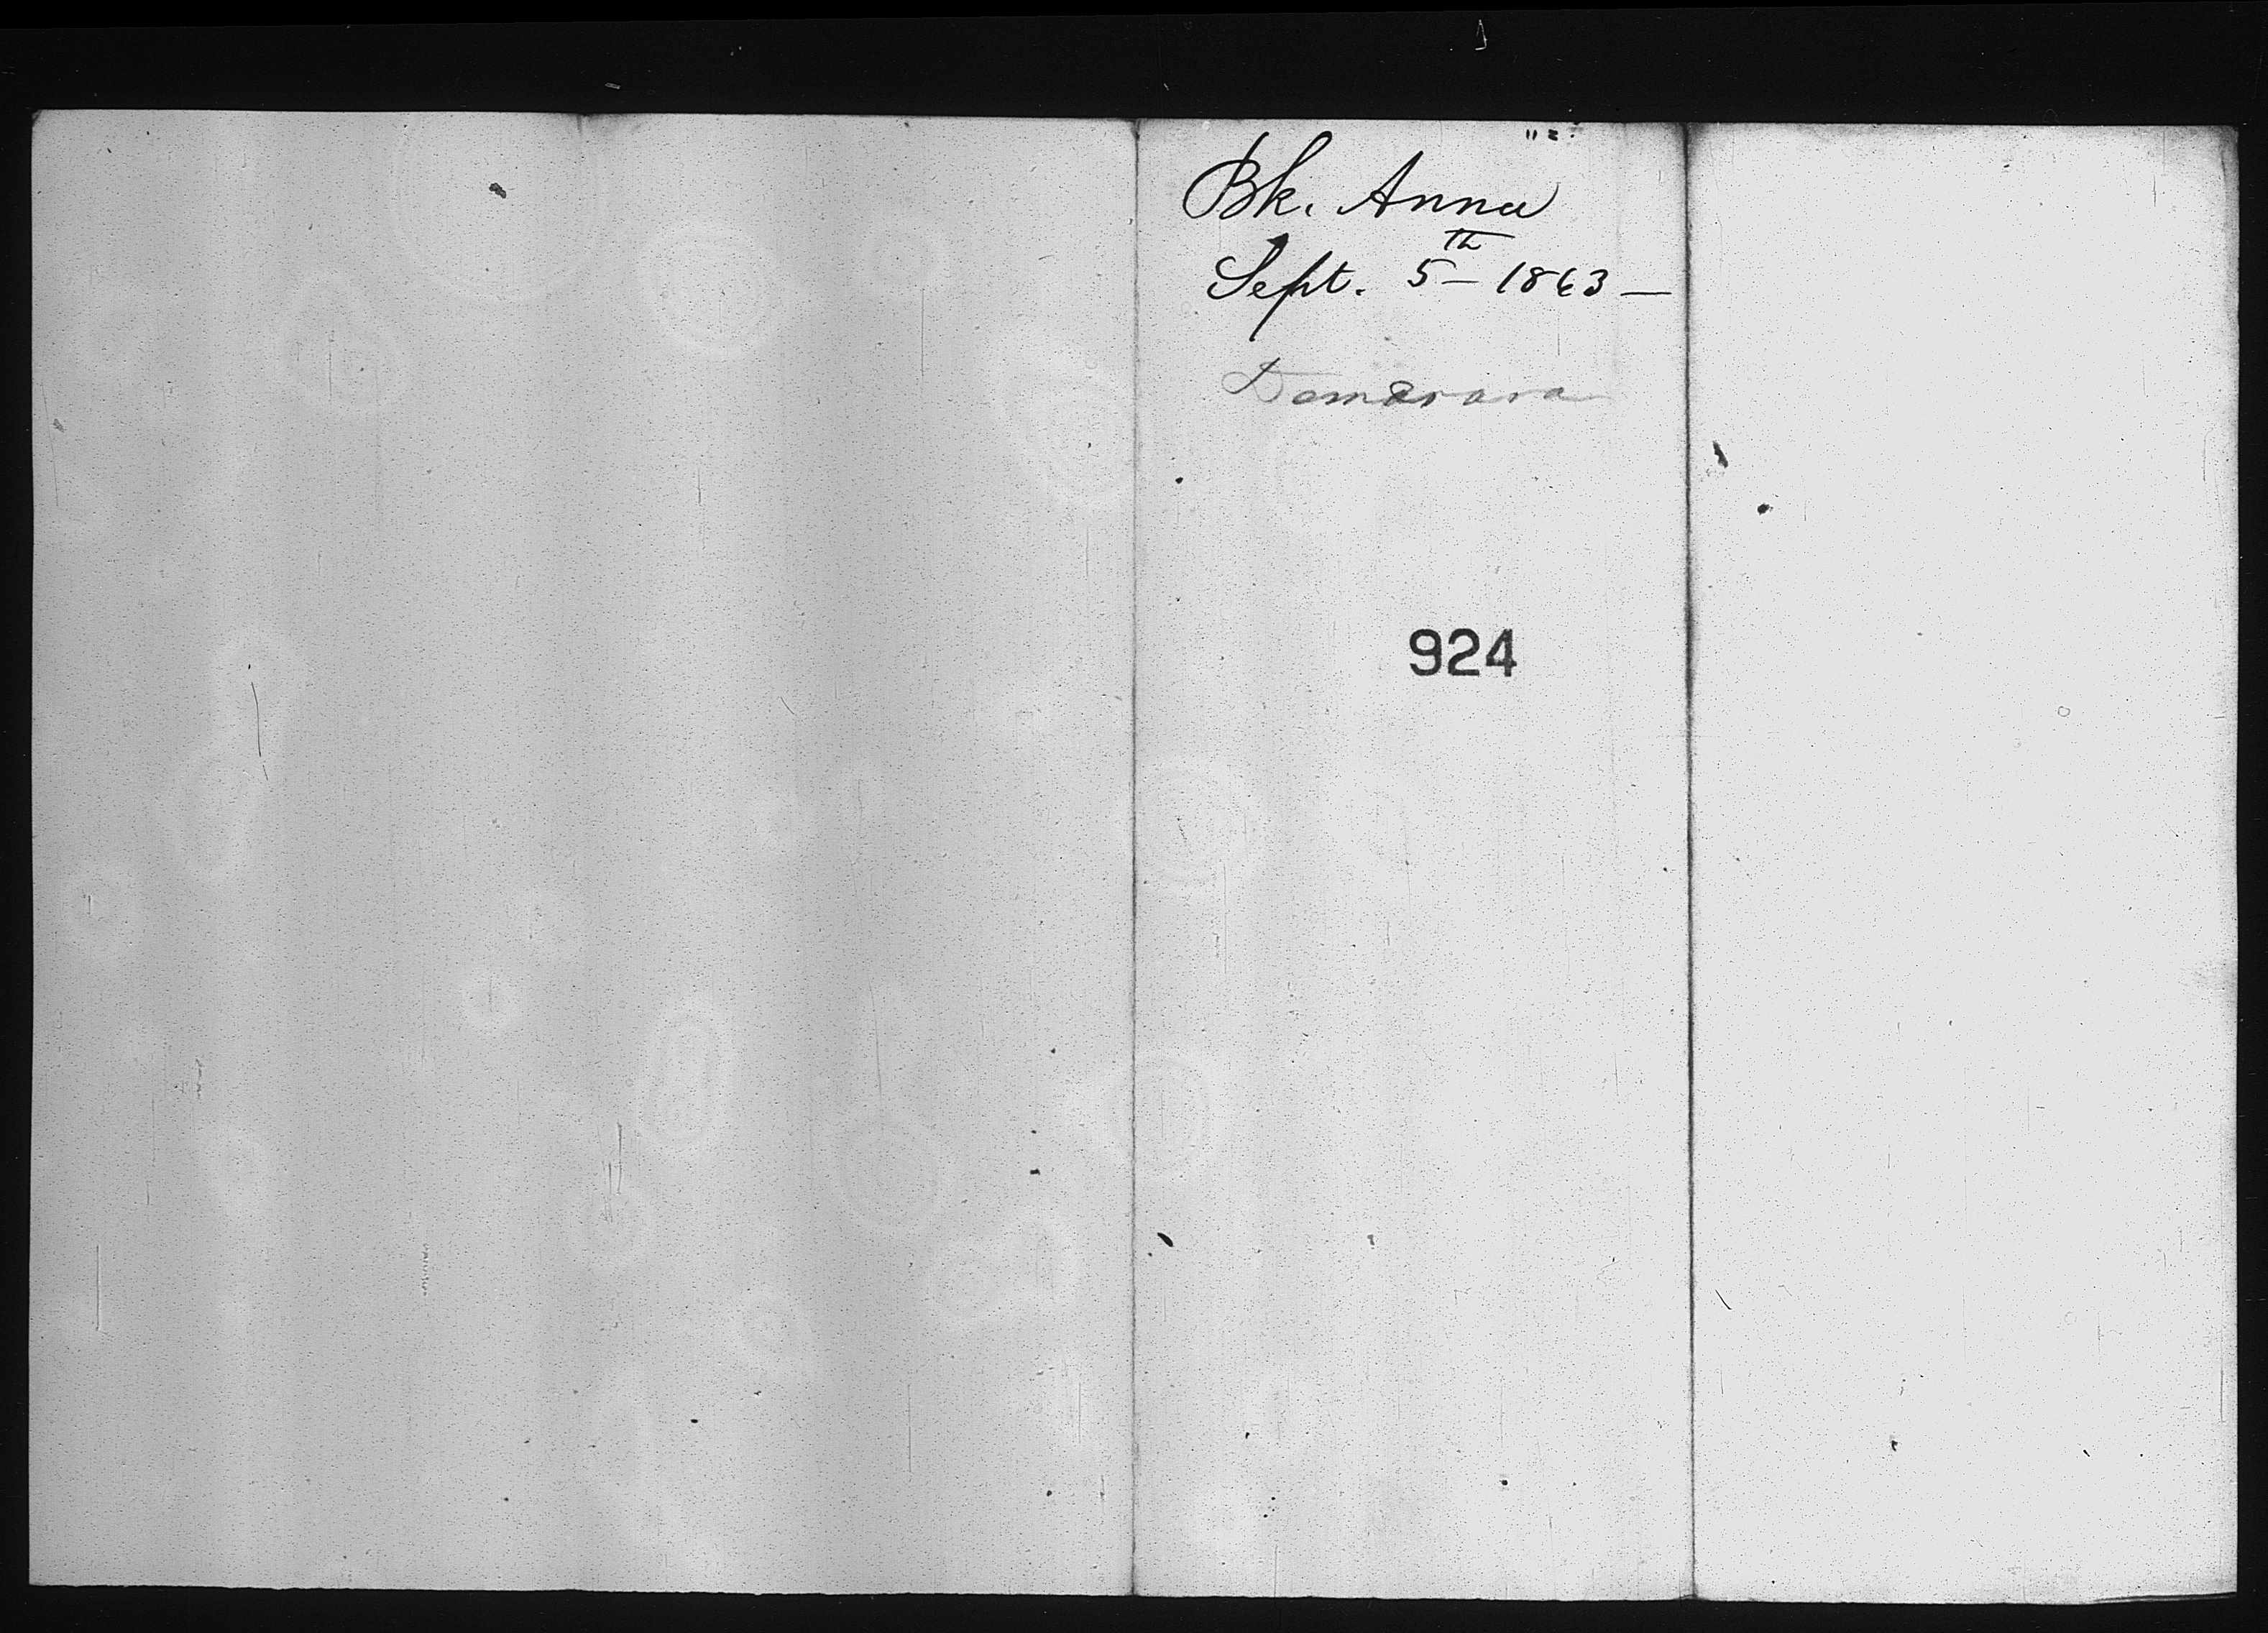 Bk. Anna
Sept. 5th 1863 —
Demarara
924